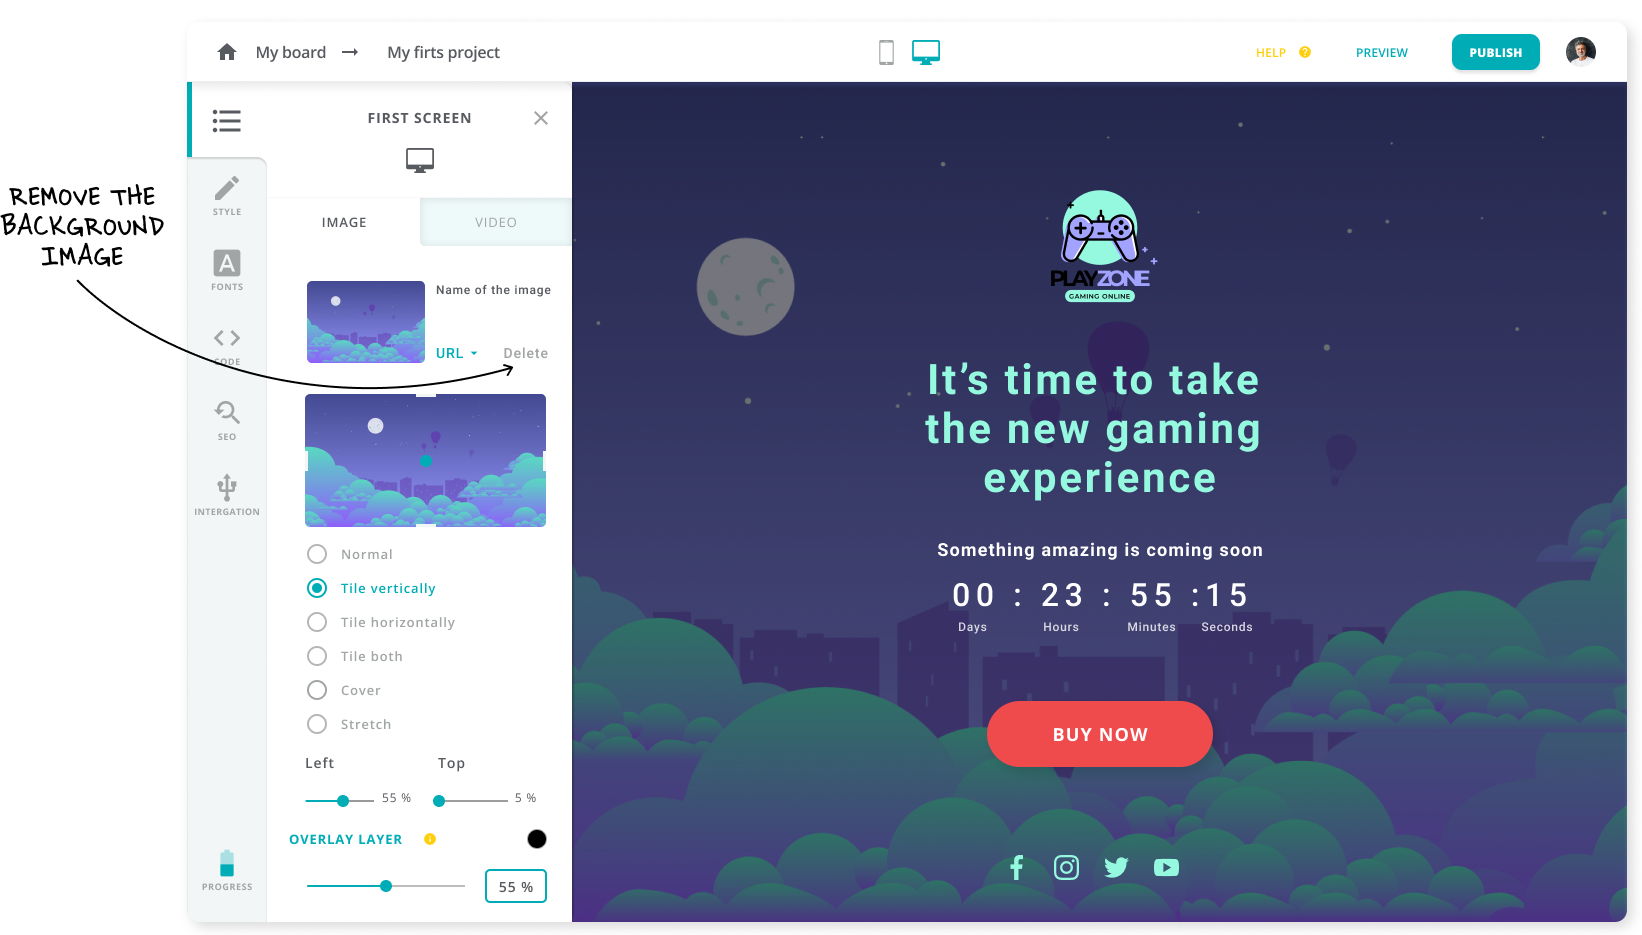 My board
My firts project
HELP ?
PREVIEW
PUBLISH
FIRST SCREEN
REMOVE THE
BACKGROUND
IMAGE
STYLE
A
FONTS
CODE
SEO
INTERGATION
PROGRESS
IMAGE
VIDEO
Name of the image
URL
Delete
Normal
Tile vertically
Tile horizontally
Tile both
Cover
Stretch
Left
Top
55 %
5 %
OVERLAY LAYER
55 %
PLAYZONE
GAMING ONLINE
It’s time to take
the new gaming
experience
Something amazing is coming soon
00 : 23 : 55 :15
Days Hours Minutes Seconds
BUY NOW